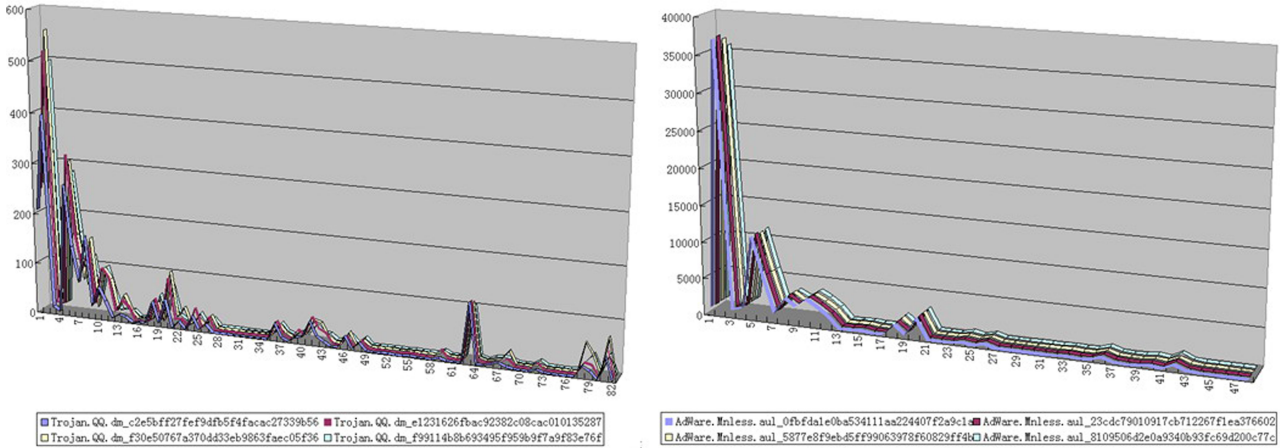 600
500
400
300
200
100
0
1 4 7 10 13 16 19 22 25 28 31 34 37 40 43 46 49 52 55 58 61 64 67 70 73 76 79 82
Trojan.QQ.dm_c2e5bff27fef9dfb5f4facac27339b56 Trojan.QQ.dm_e1231626fbac92382c08cac010135287
Trojan.QQ.dm_f30e50767a370dd33eb9863faec05f36 Trojan.QQ.dm_f99114b8b693495f959b9f7a9f83e76f
40000
35000
30000
25000
20000
15000
10000
5000
0
1 3 5 7 9 11 13 15 17 19 21 23 25 27 29 31 33 35 37 39 41 43 45 47
AdWare.Mnless.aul_0fbfda1e0ba534111aa224407f2a9c1a AdWare.Mnless.aul_23cdc79010917cb712267f1ea376602
AdWare.Mnless.aul_5877e8f9ebd5ff99063978f60829ff4b AdWare.Mnless.aul_8109508d2e0a9340a925c69d200c77c